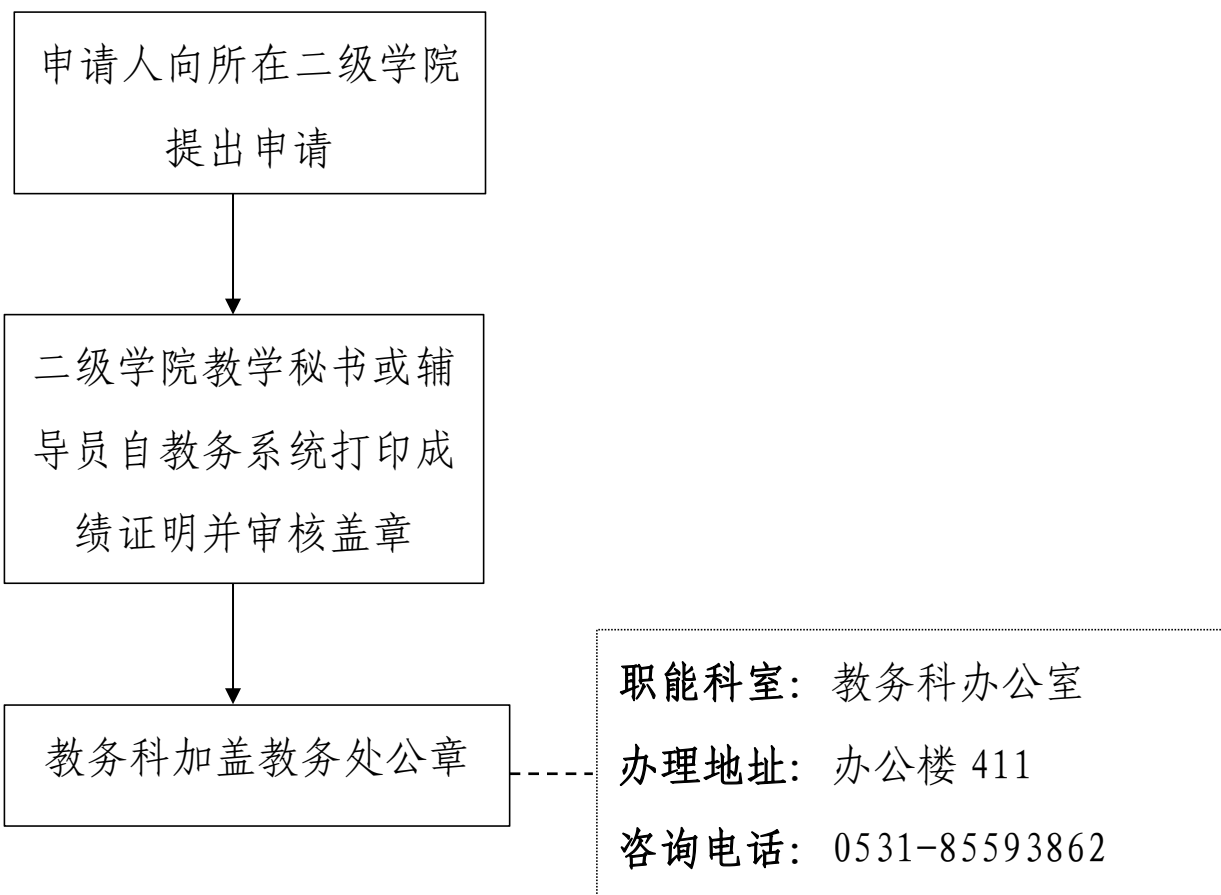 申请人向所在二级学院
提出申请
二级学院教学秘书或辅
导员自教务系统打印成
绩证明并审核盖章
教务科加盖教务处公章
职能科室：教务科办公室
办理地址：办公楼 411
咨询电话：0531-85593862